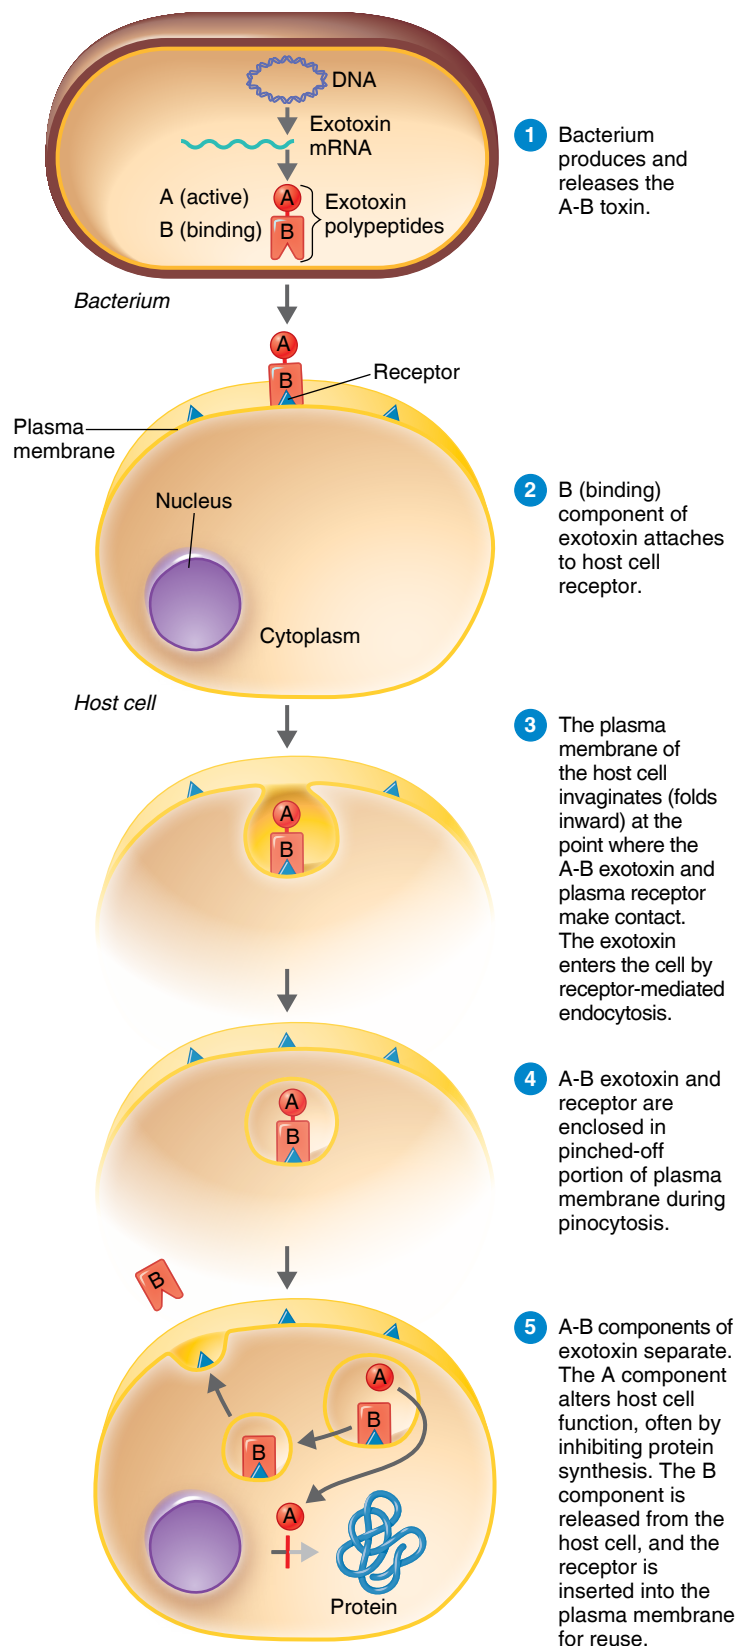 DNA
Exotoxin
mRNA
A (active)
B (binding)
A
B
Exotoxin
polypeptides
1
Bacterium
produces and
releases the
A-B toxin.
Bacterium
A
B
Receptor
Plasma
membrane
Nucleus
Cytoplasm
Host cell
2
B (binding)
component of
exotoxin attaches
to host cell
receptor.
A
B
3
The plasma
membrane of
the host cell
invaginates (folds
inward) at the
point where the
A-B exotoxin and
plasma receptor
make contact.
The exotoxin
enters the cell by
receptor-mediated
endocytosis.
A
B
4
A-B exotoxin and
receptor are
enclosed in
pinched-off
portion of plasma
membrane during
pinocytosis.
B
A
B
B
A
Protein
5
A-B components of
exotoxin separate.
The A component
alters host cell
function, often by
inhibiting protein
synthesis. The B
component is
released from the
host cell, and the
receptor is
inserted into the
plasma membrane
for reuse.